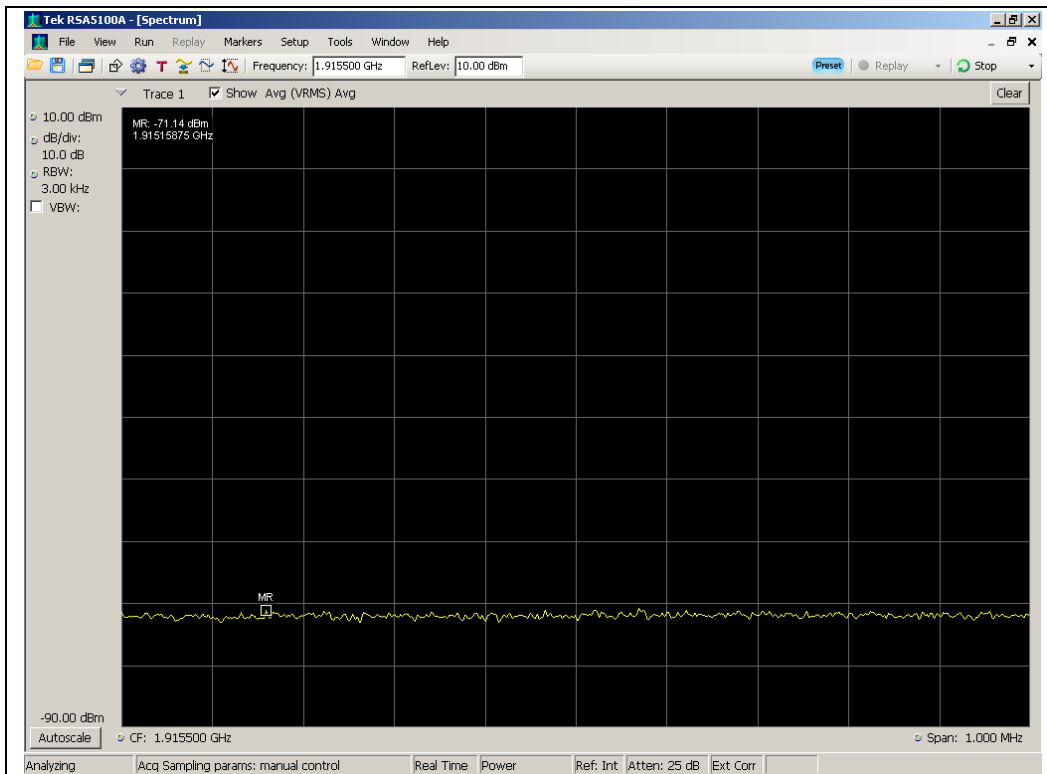 Tek RSA5100A - [Spectrum]
File View Run Replay Markers Setup Tools Window Help
T Frequency: 1.915500 GHz RefLev: 10.00 dBm Preset Replay Stop
Trace 1 Show Avg (VRMS) Avg Clear
10.00 dBm
dB/div:
10.0 dB
RBW:
3.00 kHz
VBW:
MR: -71.14 dBm
1.91515875 GHz
MR
-90.00 dBm
Autoscale CF: 1.915500 GHz Span: 1.000 MHz
Analyzing Acq Sampling params: manual control Real Time Power Ref: Int Atten: 25 dB Ext Corr